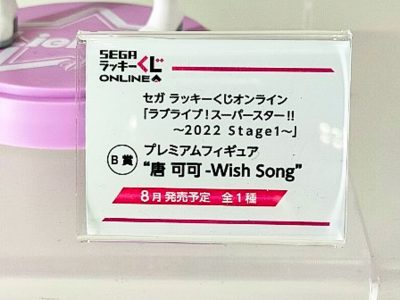 SEGA
ラッキーくじ
ONLINE♠
セガ ラッキーくじオンライン
「ラブライブ!スーパースター!!
～2022 Stage1～」
B賞 プレミアムフィギュア
“唐 可可 -Wish Song”
8月発売予定 全1種